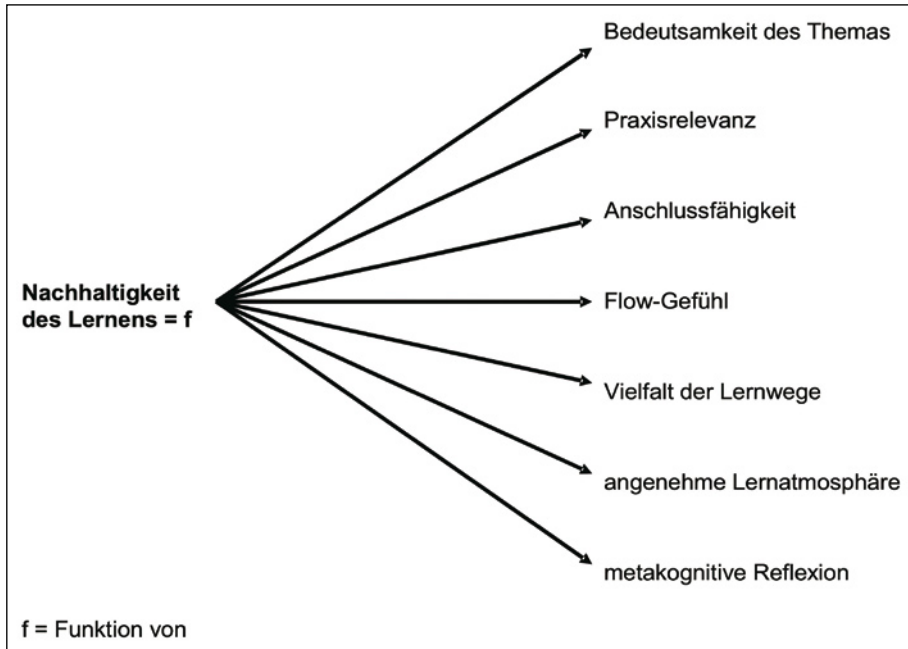 Bedeutsamkeit des Themas
Praxisrelevanz
Anschlussfähigkeit
Nachhaltigkeit
des Lernens = f
Flow-Gefühl
Vielfalt der Lernwege
angenehme Lernatmosphäre
metakognitive Reflexion
f = Funktion von